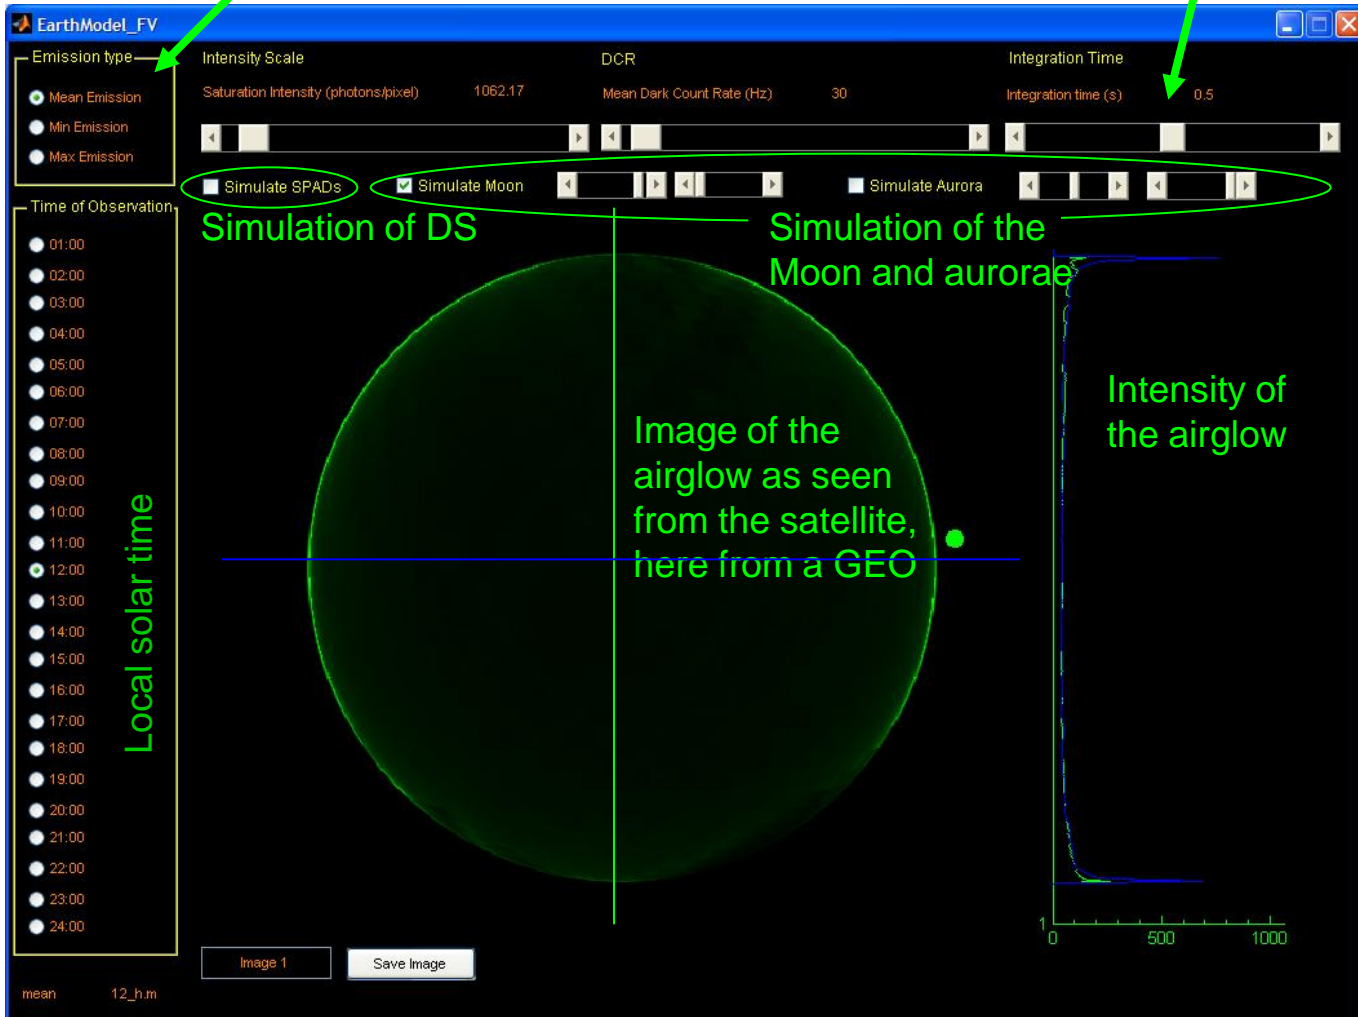 EarthModel_FV
Emission type
Mean Emission
Min Emission
Max Emission
Intensity Scale
Saturation Intensity (photons/pixel) 1062.17
DCR
Mean Dark Count Rate (Hz) 30
Integration Time
Integration time (s) 0.5
Simulate SPADs
Simulate Moon
Simulate Aurora
Simulation of DS
Simulation of the
Moon and aurorae
Time of Observation
01:00
02:00
03:00
04:00
05:00
06:00
07:00
08:00
09:00
10:00
11:00
12:00
13:00
14:00
15:00
16:00
17:00
18:00
19:00
20:00
21:00
22:00
23:00
24:00
Local solar time
Image of the
airglow as seen
from the satellite,
here from a GEO
Intensity of
the airglow
1
0 500 1000
Image 1
Save Image
mean 12_h.m